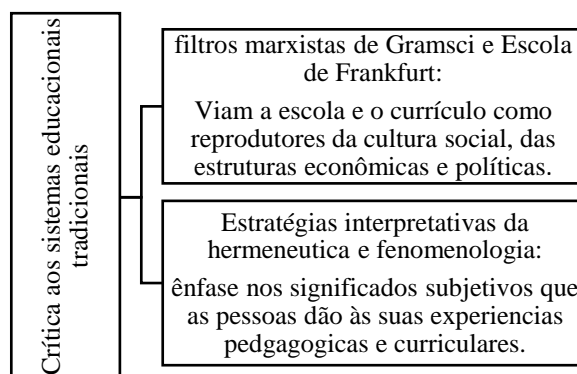 Crítica aos sistemas educacionais
tradicionais
filtros marxistas de Gramsci e Escola
de Frankfurt:
Viam a escola e o currículo como
reprodutores da cultura social, das
estruturas econômicas e políticas.
Estratégias interpretativas da
hermeneutica e fenomenologia:
ênfase nos significados subjetivos que
as pessoas dão às suas experiencias
pedgagogicas e curriculares.